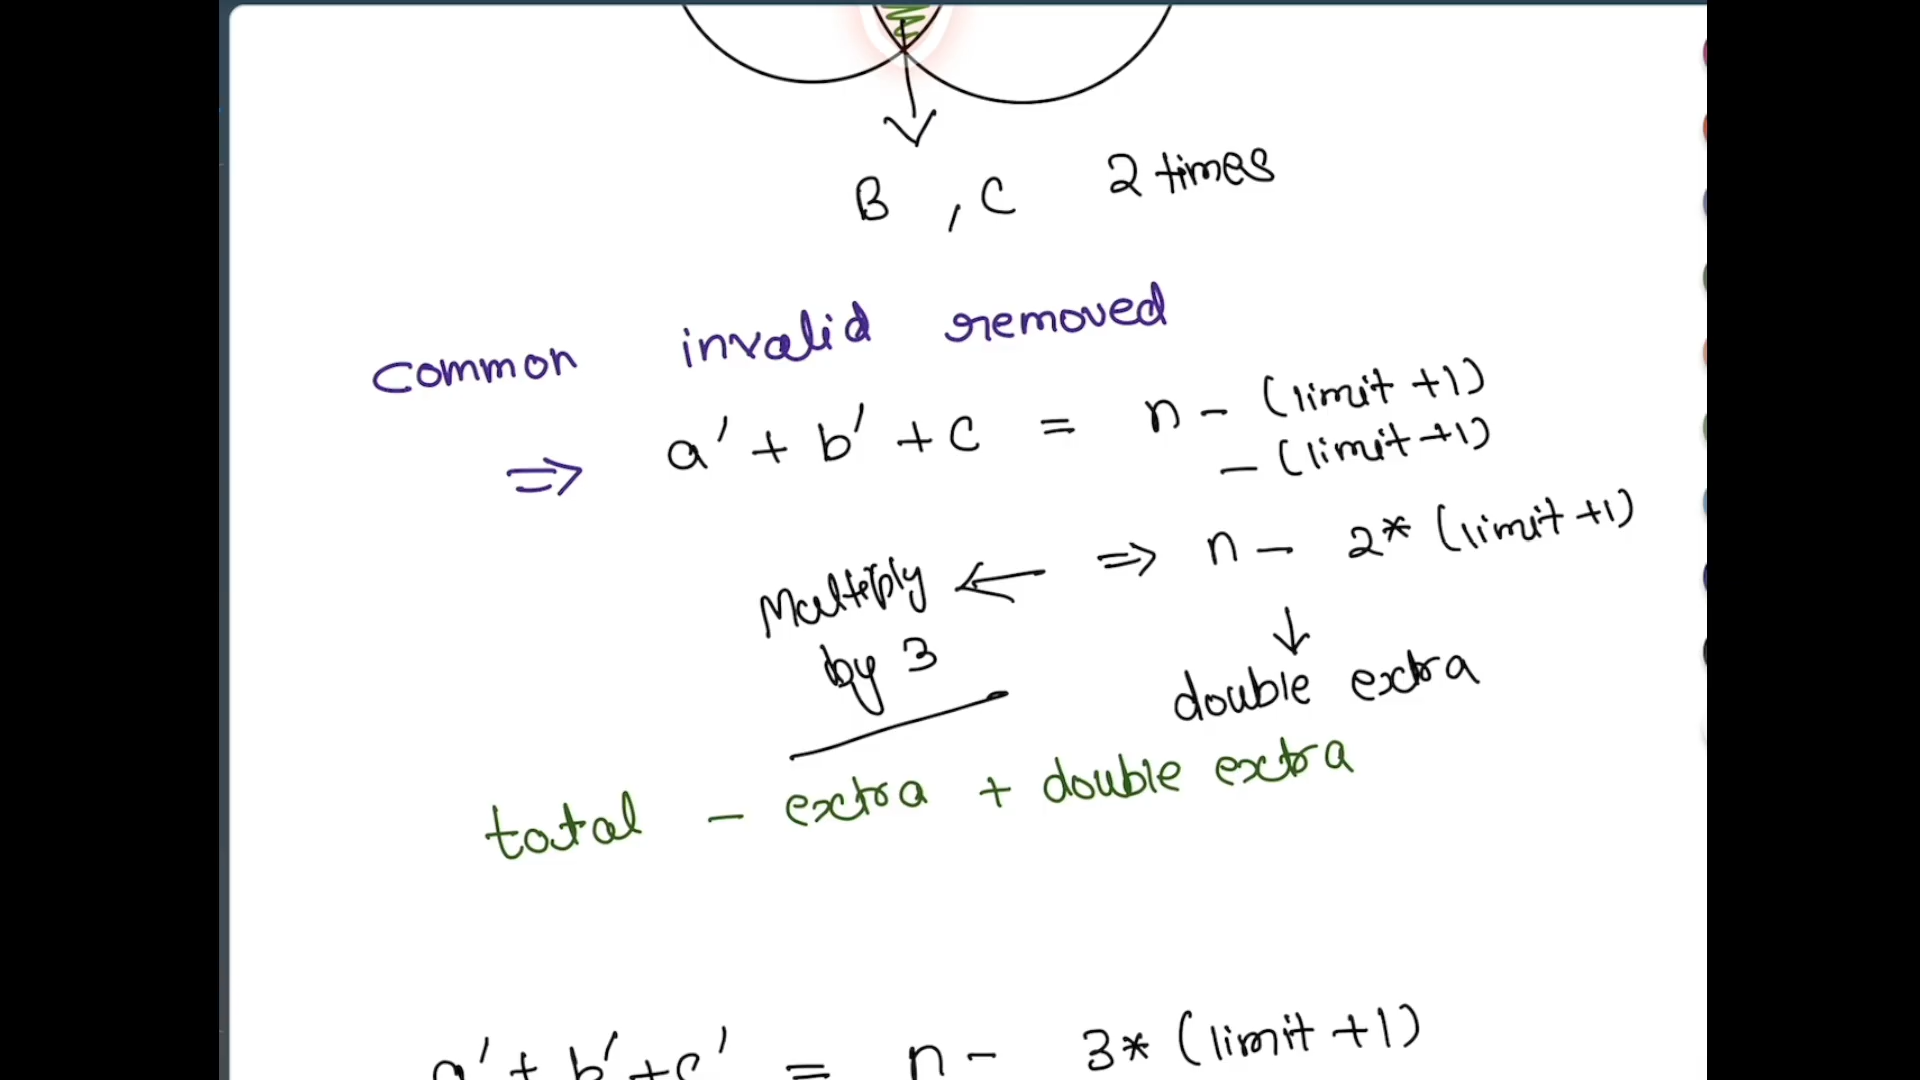 B , C 2 times
common invalid removed
⇒ a' + b' + c = n - (limit +1)
- (limit +1)
Multiply ← ⇒ n - 2* (limit +1)
by 3
↓
double extra
total - extra + double extra
a' + b' + c' = n - 3* (limit +1)